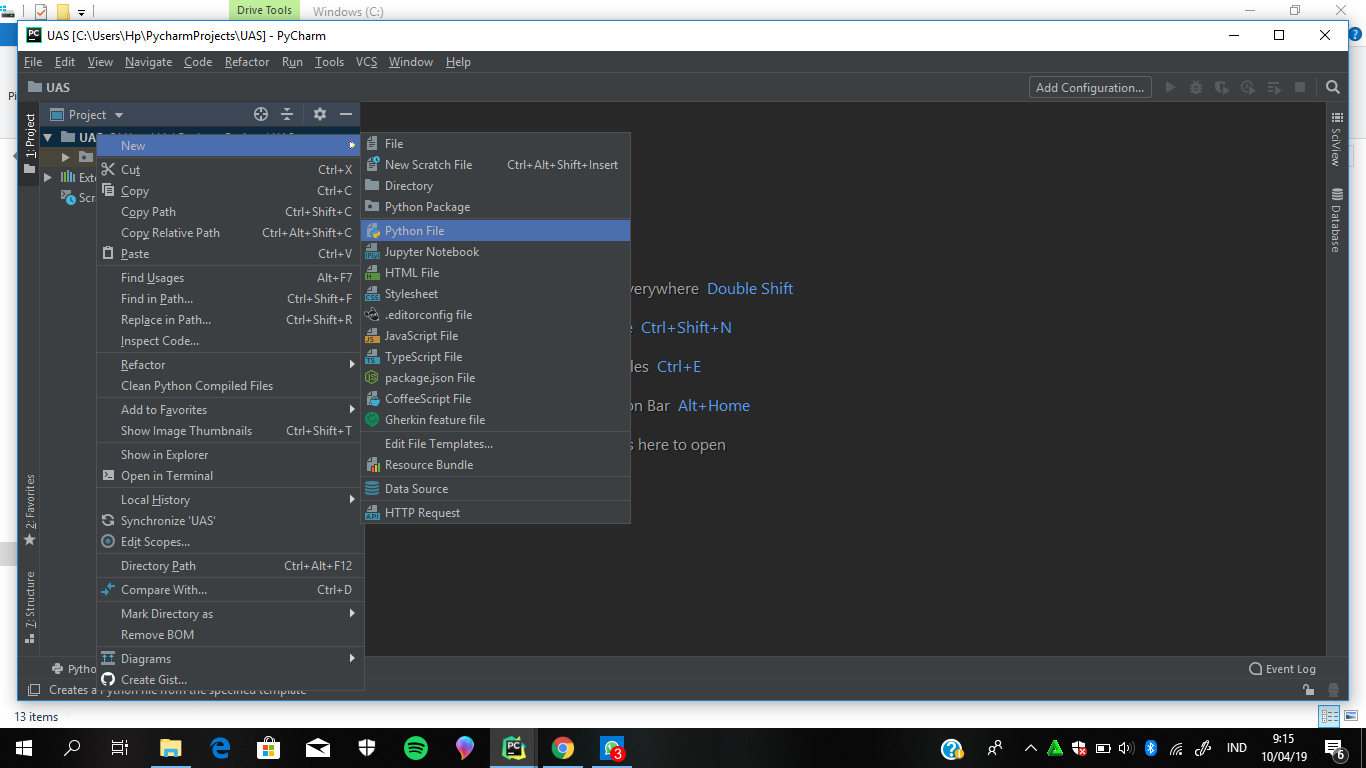 Drive Tools
Windows (C:)
UAS [C:\Users\Hp\PycharmProjects\UAS] - PyCharm
File Edit View Navigate Code Refactor Run Tools VCS Window Help
Pi
UAS
Add Configuration...
1: Project
Project
UAS
New
Cut Ctrl+X
Copy Ctrl+C
Copy Path Ctrl+Shift+C
Copy Relative Path Ctrl+Alt+Shift+C
Paste Ctrl+V
Find Usages Alt+F7
Find in Path... Ctrl+Shift+F
Replace in Path... Ctrl+Shift+R
Inspect Code...
Refactor
Clean Python Compiled Files
Add to Favorites
Show Image Thumbnails Ctrl+Shift+T
Show in Explorer
Open in Terminal
Local History
Synchronize 'UAS'
Edit Scopes...
Directory Path Ctrl+Alt+F12
Compare With... Ctrl+D
Mark Directory as
Remove BOM
Diagrams
Create Gist...
File
New Scratch File Ctrl+Alt+Shift+Insert
Directory
Python Package
Python File
Jupyter Notebook
HTML File
Stylesheet
.editorconfig file
JavaScript File
TypeScript File
package.json File
CoffeeScript File
Gherkin feature file
Edit File Templates...
Resource Bundle
Data Source
HTTP Request
verywhere Double Shift
e Ctrl+Shift+N
les Ctrl+E
on Bar Alt+Home
s here to open
SciView
Database
2: Favorites
7: Structure
Pytho
Event Log
Creates a Python file from the specified template
13 items
3
IND
9:15
10/04/19
6